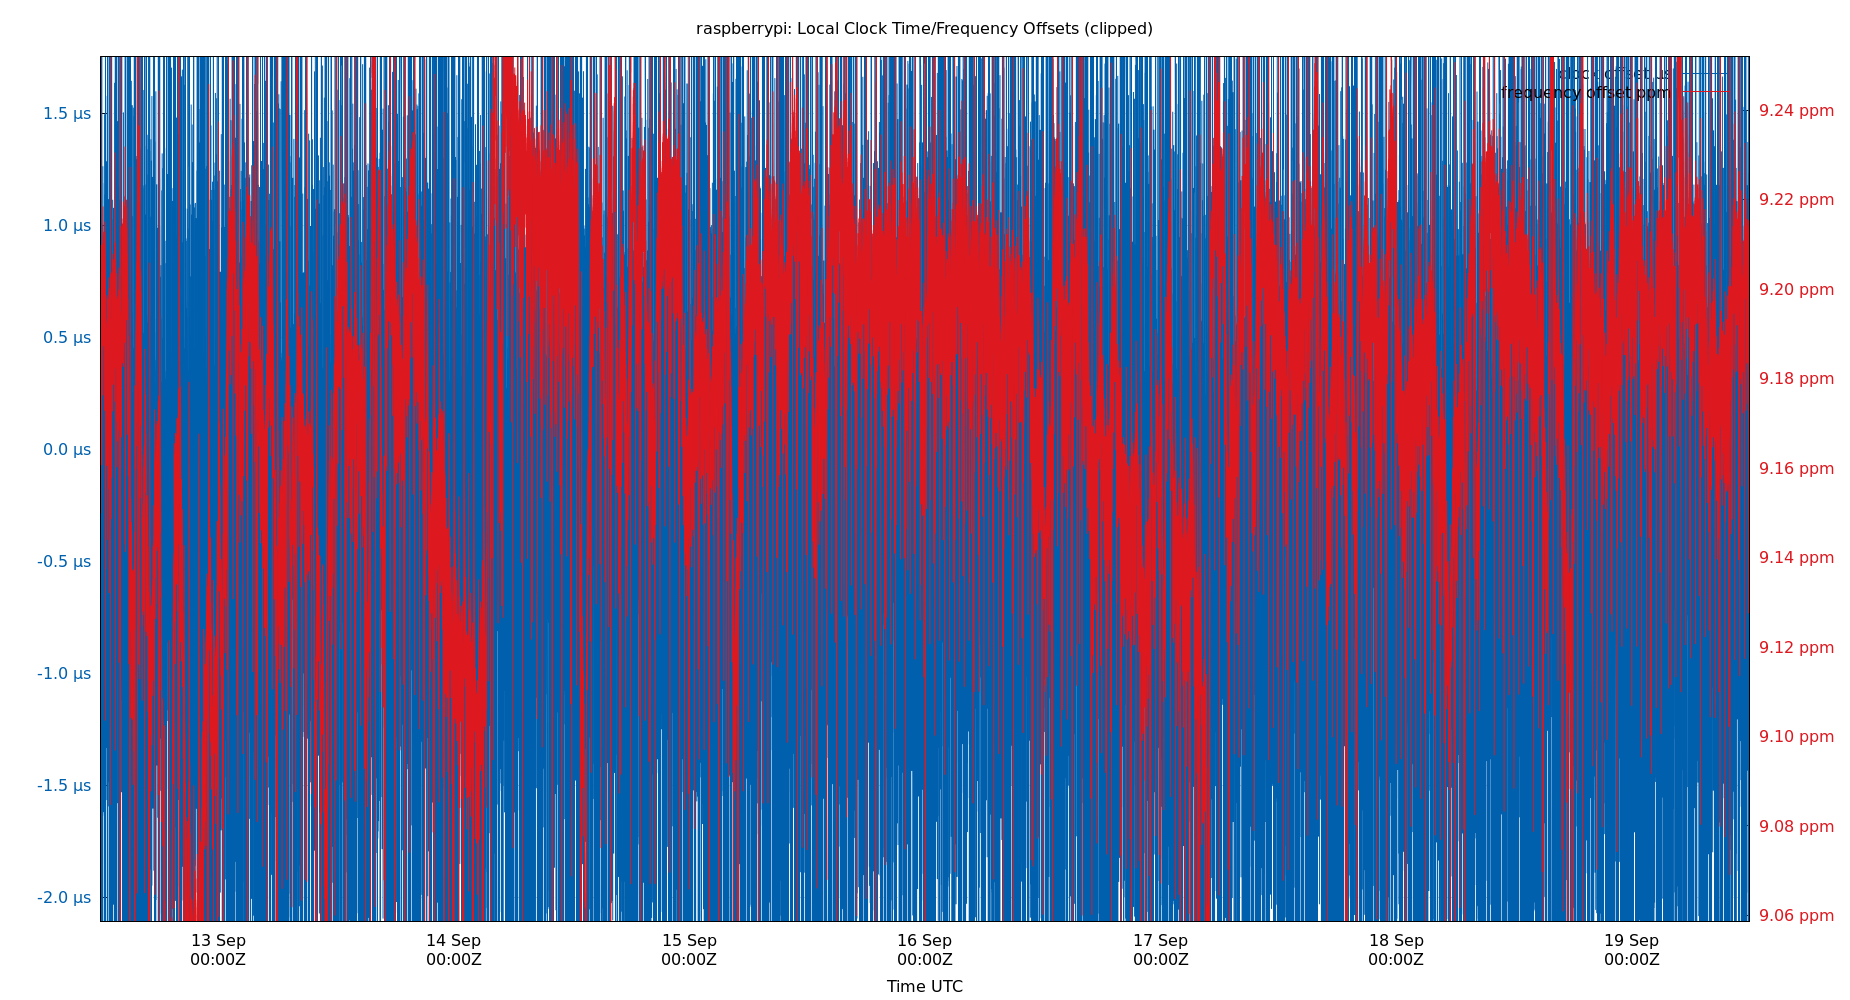 raspberrypi: Local Clock Time/Frequency Offsets (clipped)
clock offset µs
frequency offset ppm
1.5 µs
1.0 µs
0.5 µs
0.0 µs
-0.5 µs
-1.0 µs
-1.5 µs
-2.0 µs
9.24 ppm
9.22 ppm
9.20 ppm
9.18 ppm
9.16 ppm
9.14 ppm
9.12 ppm
9.10 ppm
9.08 ppm
9.06 ppm
13 Sep
00:00Z
14 Sep
00:00Z
15 Sep
00:00Z
16 Sep
00:00Z
17 Sep
00:00Z
18 Sep
00:00Z
19 Sep
00:00Z
Time UTC